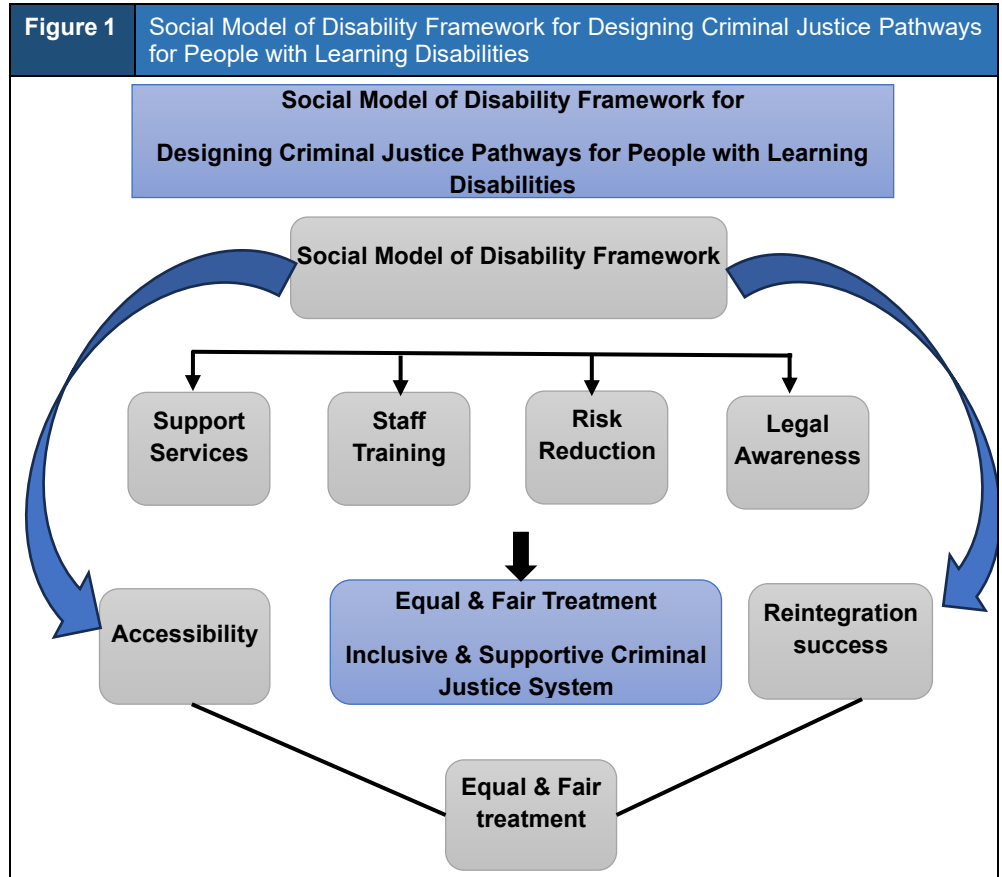 Figure 1
Social Model of Disability Framework for Designing Criminal Justice Pathways
for People with Learning Disabilities
Social Model of Disability Framework for
Designing Criminal Justice Pathways for People with Learning
Disabilities
Social Model of Disability Framework
Support
Services
Staff
Training
Risk
Reduction
Legal
Awareness
Accessibility
Equal & Fair Treatment
Inclusive & Supportive Criminal
Justice System
Reintegration
success
Equal & Fair
treatment